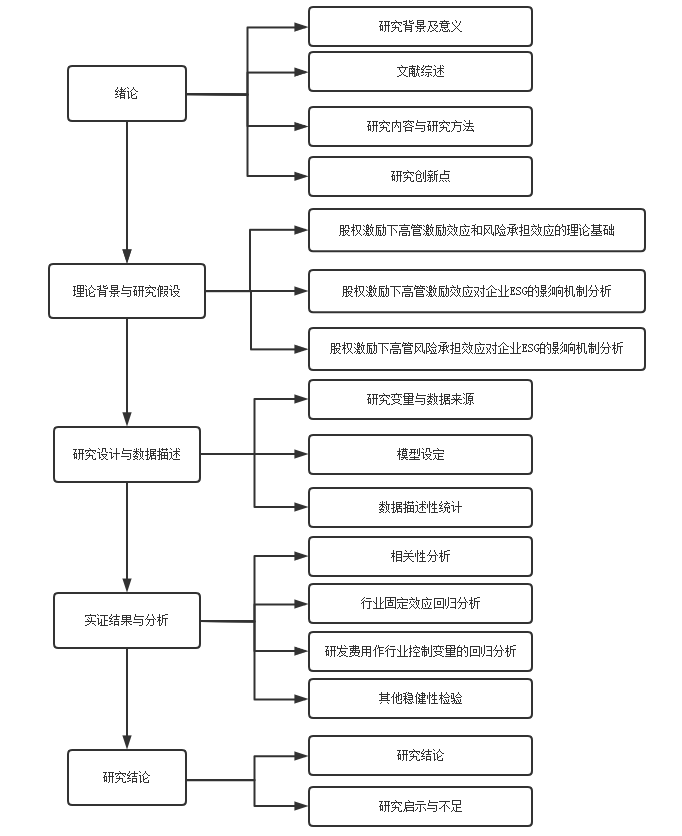 绪论
研究背景及意义
文献综述
研究内容与研究方法
研究创新点
理论背景与研究假设
股权激励下高管激励效应和风险承担效应的理论基础
股权激励下高管激励效应对企业ESG的影响机制分析
股权激励下高管风险承担效应对企业ESG的影响机制分析
研究设计与数据描述
研究变量与数据来源
模型设定
数据描述性统计
实证结果与分析
相关性分析
行业固定效应回归分析
研发费用作行业控制变量的回归分析
其他稳健性检验
研究结论
研究结论
研究启示与不足